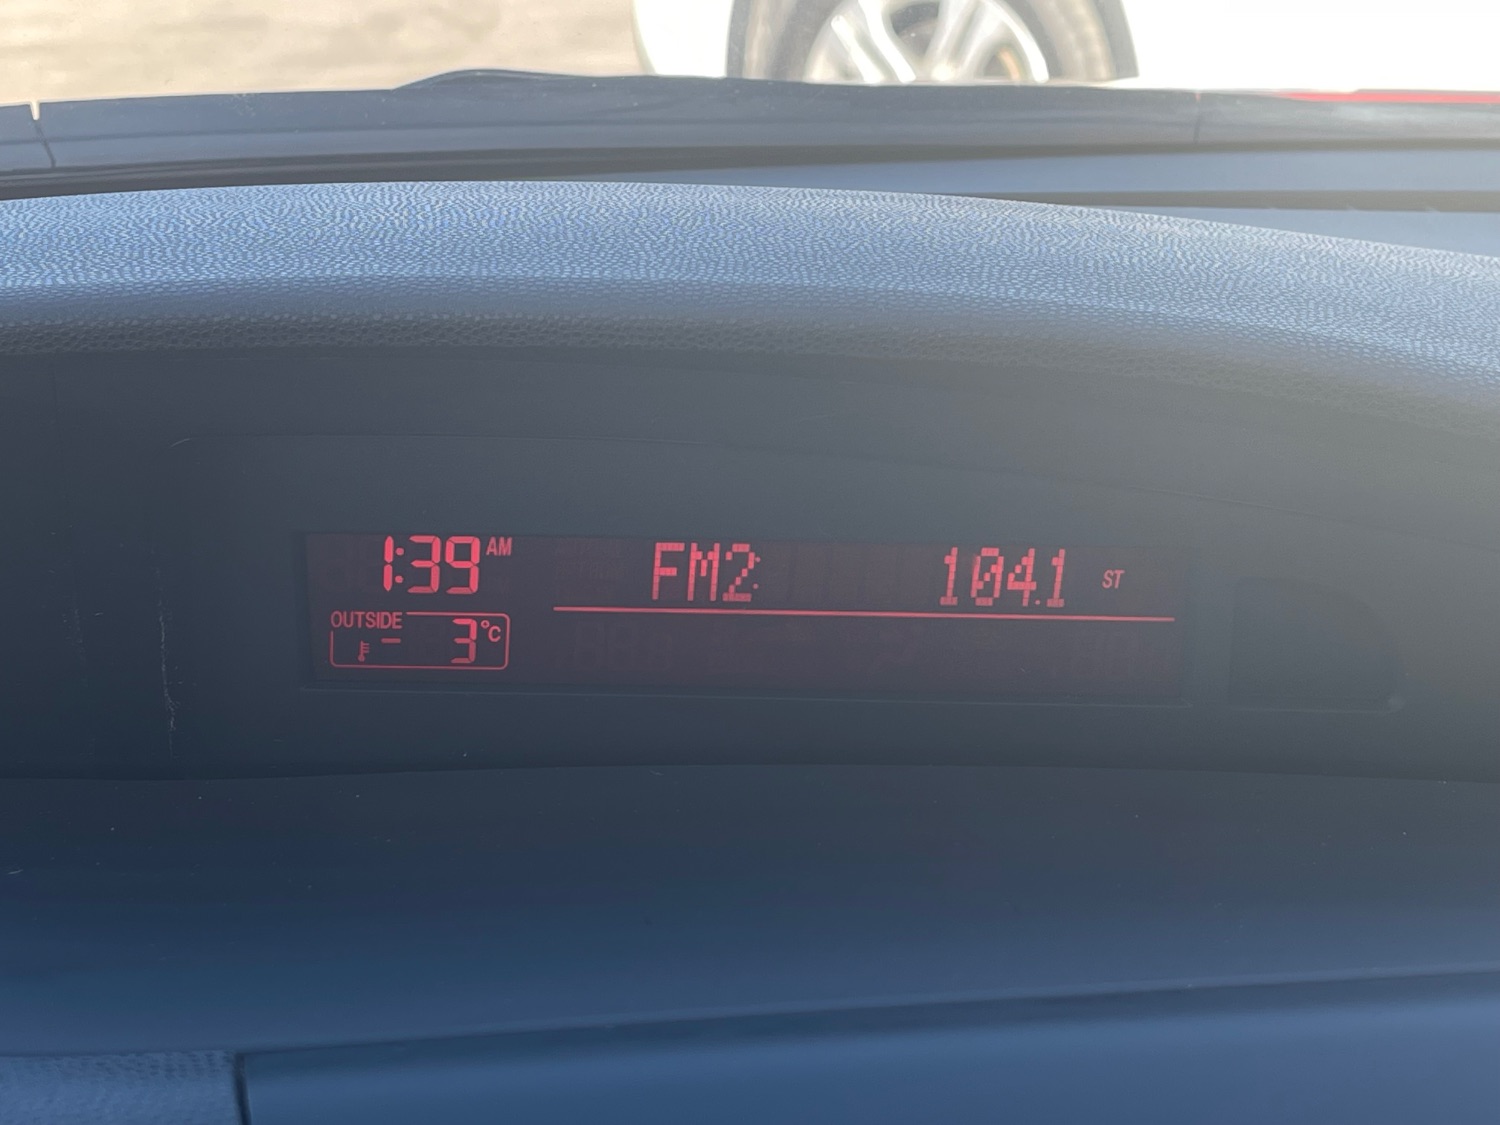 1:39 AM FM2 104.1 ST
OUTSIDE
- 3°C